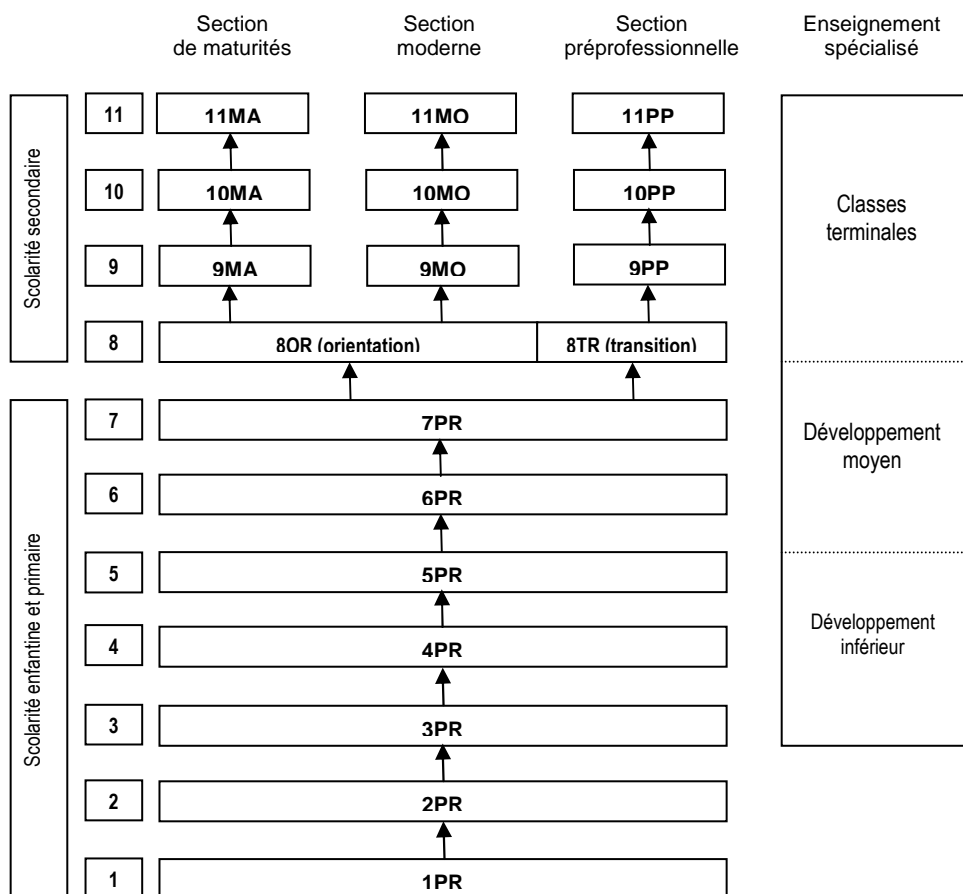 Section
de maturités
Section
moderne
Section
préprofessionnelle
Enseignement
spécialisé
Scolarité secondaire
11
11MA
11MO
11PP
10
10MA
10MO
10PP
9
9MA
9MO
9PP
8
8OR (orientation)
8TR (transition)
Classes
terminales
Scolarité enfantine et primaire
7
7PR
6
6PR
5
5PR
4
4PR
3
3PR
2
2PR
1
1PR
Développement
moyen
Développement
inférieur